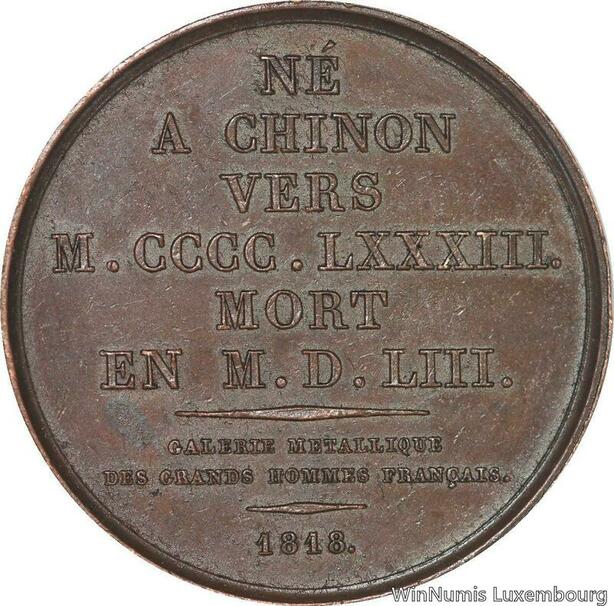 NÉ
A CHINON
VERS
M. CCCC. LXXXIII.
MORT
EN M. D. LIII.
GALERIE METALLIQUE
DES GRANDS HOMMES FRANÇAIS.
1818.
WinNumis Luxembourg